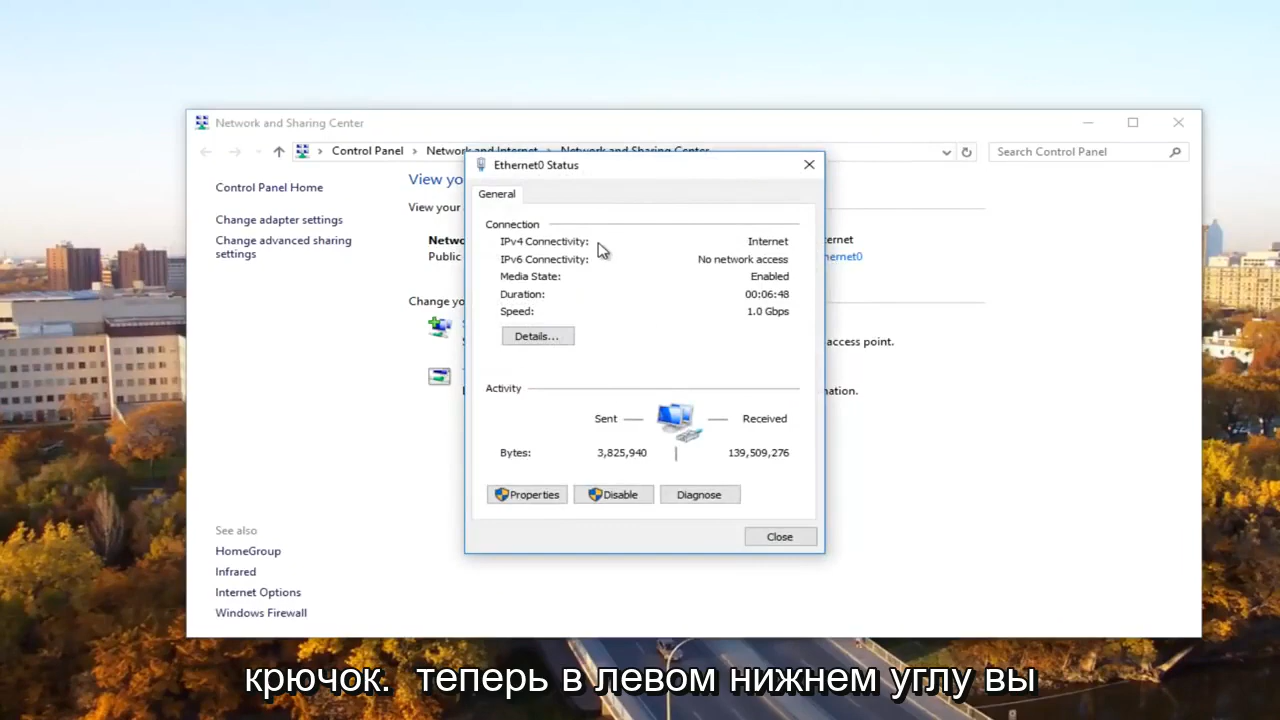 Network and Sharing Center
Control Panel
Network and Internet
Network and Sharing Center
Search Control Panel
Control Panel Home
Change adapter settings
Change advanced sharing
settings
See also
HomeGroup
Infrared
Internet Options
Windows Firewall
View yo
View your
Netwo
Public
ernet
ernet0
Change yo
access point.
mation.
Ethernet0 Status
General
Connection
IPv4 Connectivity: Internet
IPv6 Connectivity: No network access
Media State: Enabled
Duration: 00:06:48
Speed: 1.0 Gbps
Details...
Activity
Sent Received
Bytes: 3,825,940 139,509,276
Properties Disable Diagnose
Close
крючок. теперь в левом нижнем углу вы